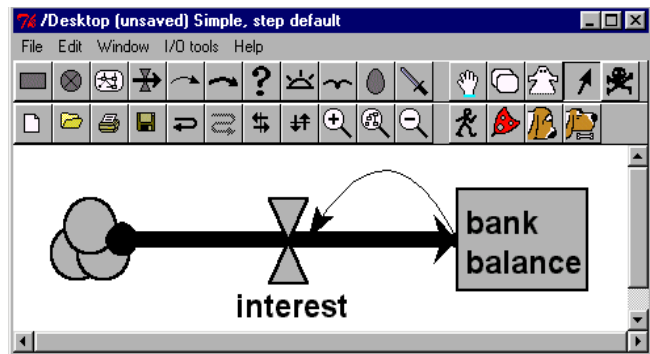 /Desktop (unsaved) Simple, step default
File Edit Window I/O tools Help
?
bank
balance
interest